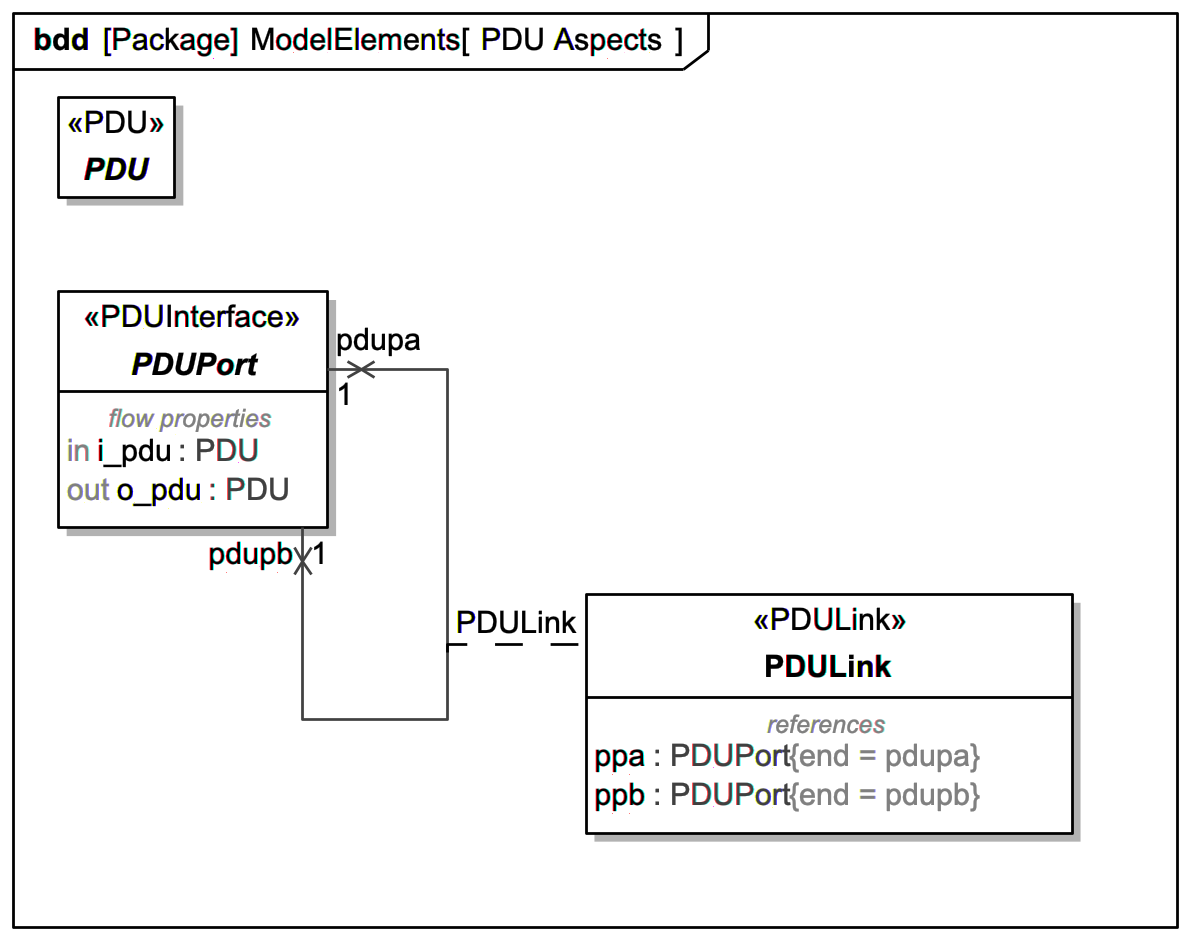 bdd [Package] ModelElements[ PDU Aspects ]
«PDU»
PDU
«PDUInterface»
PDUPort
flow properties
in i_pdu : PDU
out o_pdu : PDU
pdupa
1
pdupb
1
PDULink
«PDULink»
PDULink
references
ppa : PDUPort{end = pdupa}
ppb : PDUPort{end = pdupb}